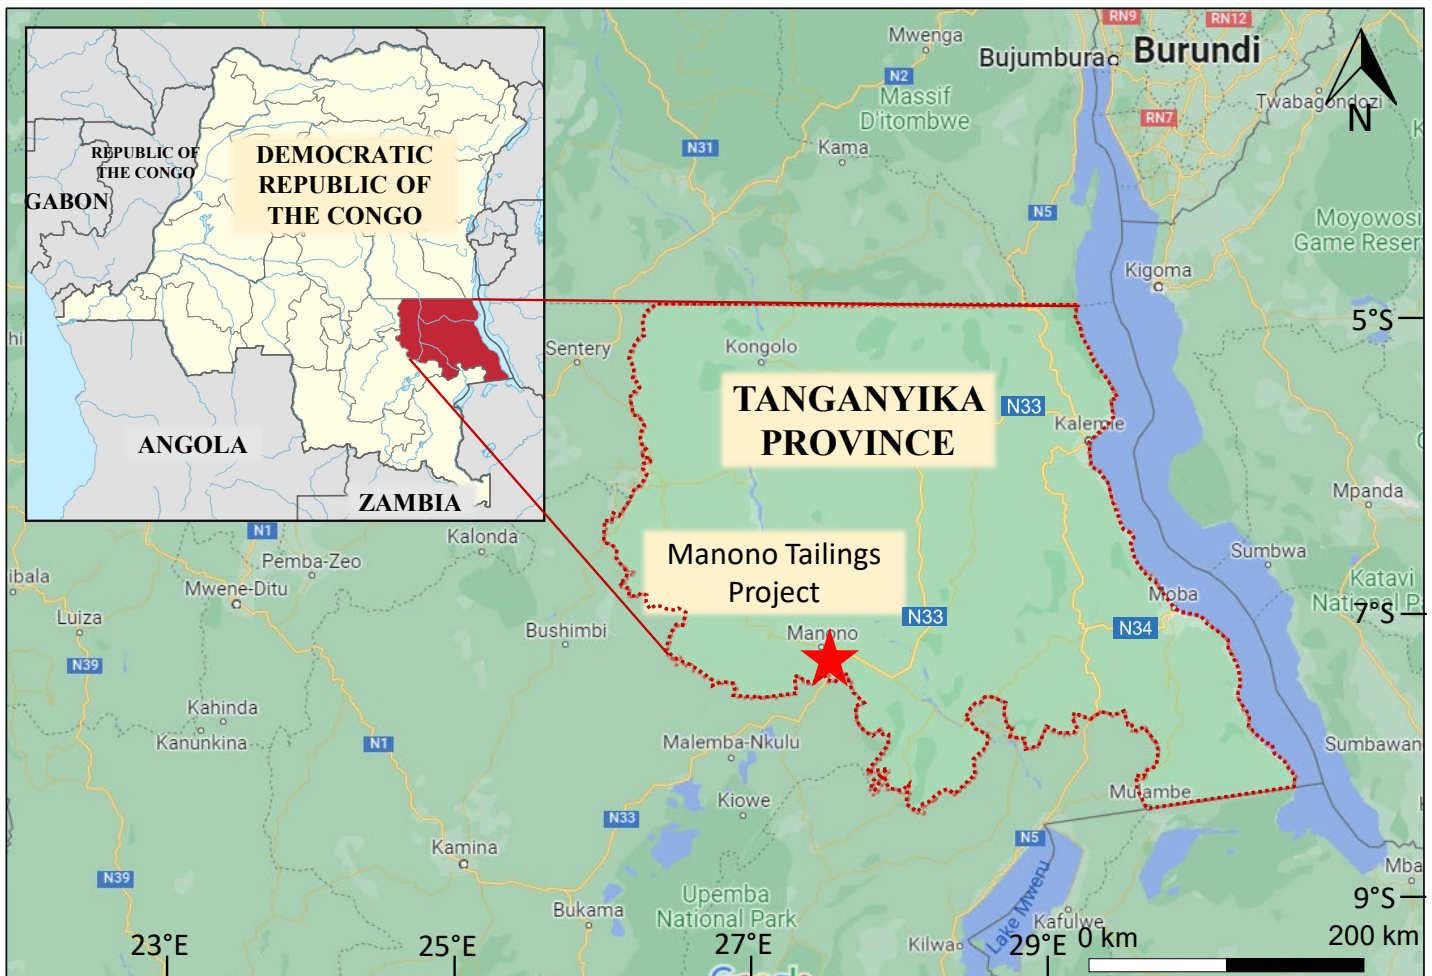 REPUBLIC OF
THE CONGO
GABON
DEMOCRATIC
REPUBLIC OF
THE CONGO
ANGOLA
ZAMBIA
RN9
RN12
Mwenga
Bujumbura
Burundi
N2
Massif
D'itombwe
Twabagondozi
N
RN7
N31
Kama
N5
Moyowosi
Game Reser
Kigoma
5°S
hi
Sentery
Kongolo
TANGANYIKA
PROVINCE
N33
Kalemie
Mpanda
N1
Kalonda
Pemba-Zeo
Mwene-Ditu
ibala
Luiza
Manono Tailings
Project
Sumbwa
Katavi
National P
7°S
Moba
Bushimbi
Manono
N33
N34
N39
Kahinda
Kanunkina
N1
Malemba-Nkulu
Sumbawan
Kiowe
Mulambe
N33
N5
Kamina
N39
Mba
Upemba
National Park
Bukama
Lake Mweru
Kafulwe
Kilwa
9°S
23°E
25°E
27°E
29°E
0 km
200 km
Google